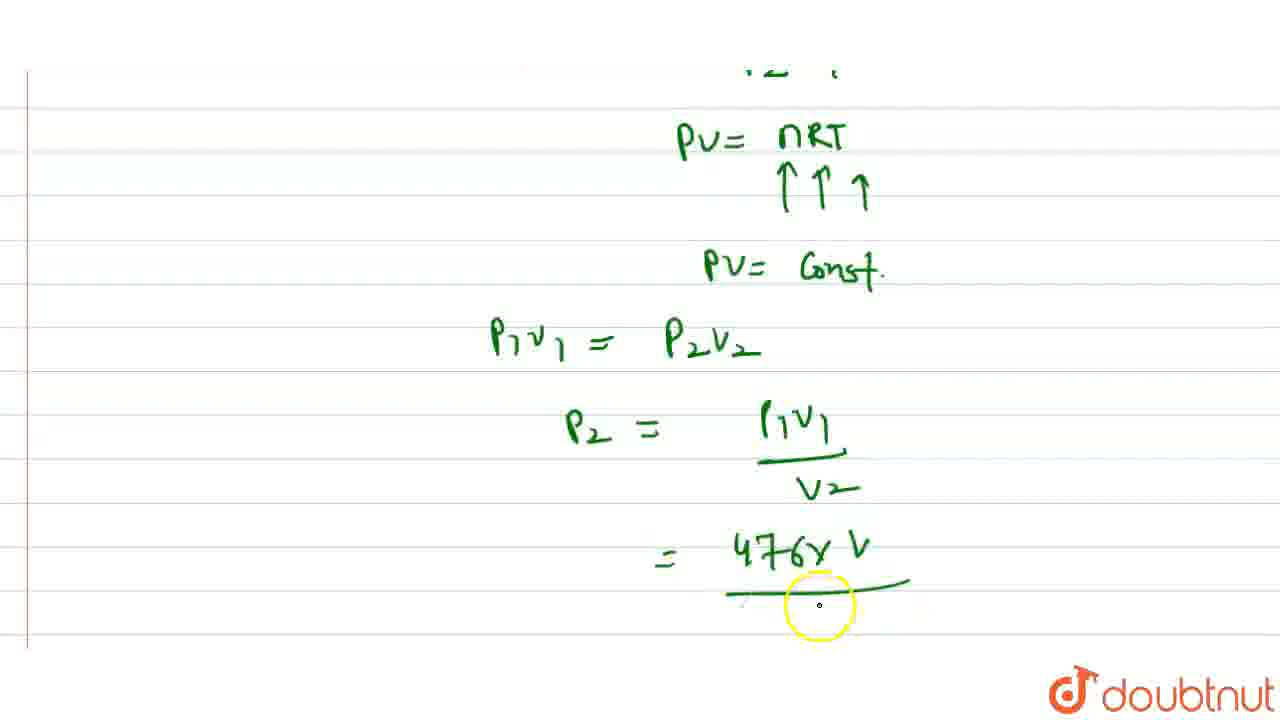 PV = nRT
↑ ↑ ↑
PV = Const.
P1V1 = P2V2
P2 = P1V1
V2
= 476 x V
doubtnut